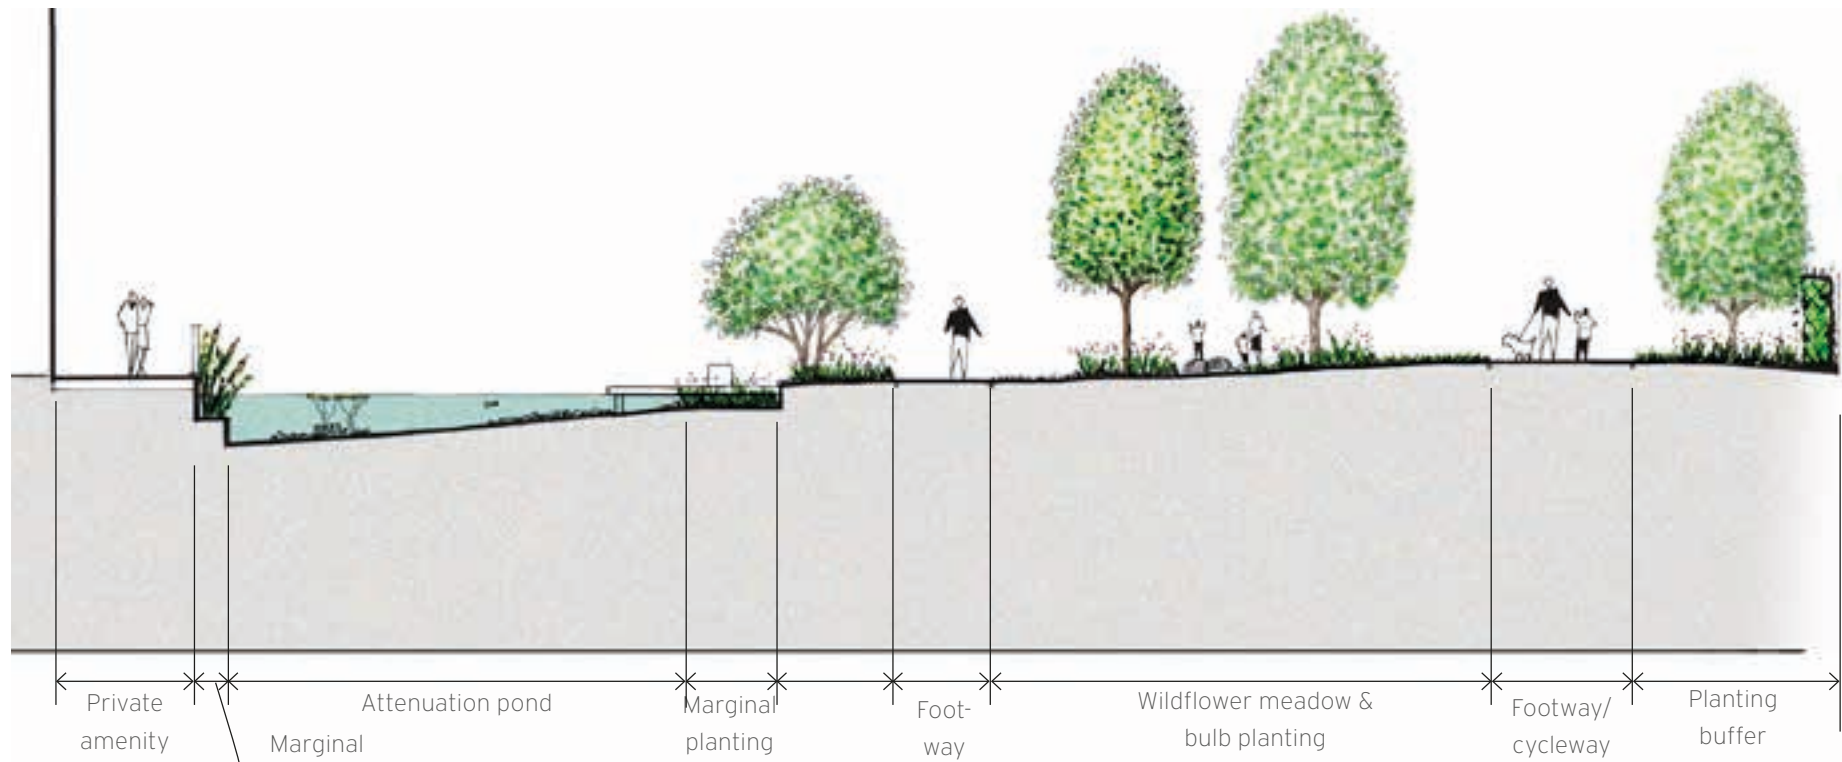 Private
amenity
Marginal
Attenuation pond
Marginal
planting
Foot-
way
Wildflower meadow &
bulb planting
Footway/
cycleway
Planting
buffer